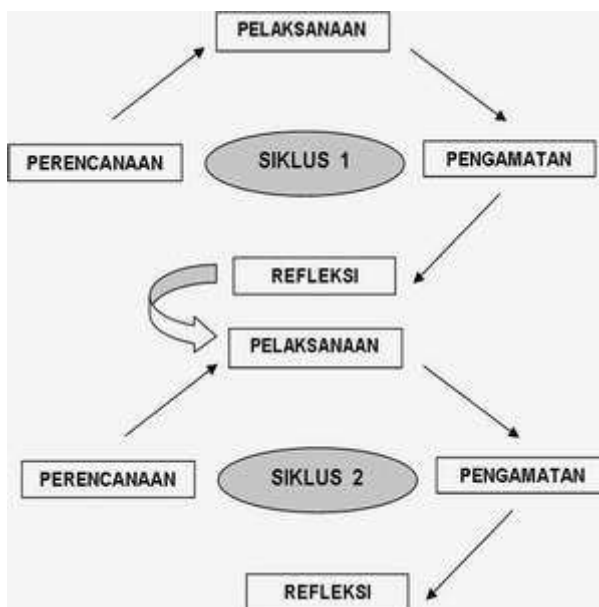 PELAKSANAAN
PERENCANAAN
SIKLUS 1
PENGAMATAN
REFLEKSI
PELAKSANAAN
PERENCANAAN
SIKLUS 2
PENGAMATAN
REFLEKSI